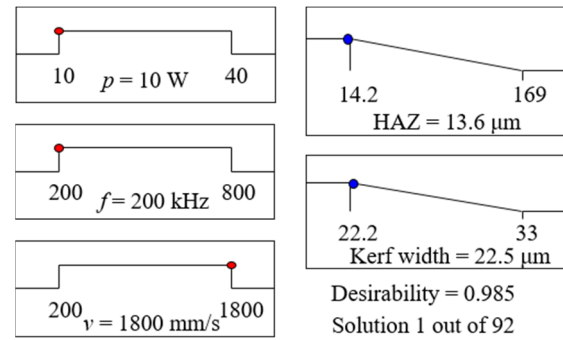 10 40
p = 10 W
200 800
f = 200 kHz
200 1800
v = 1800 mm/s
14.2 169
HAZ = 13.6 μm
22.2 33
Kerf width = 22.5 μm
Desirability = 0.985
Solution 1 out of 92